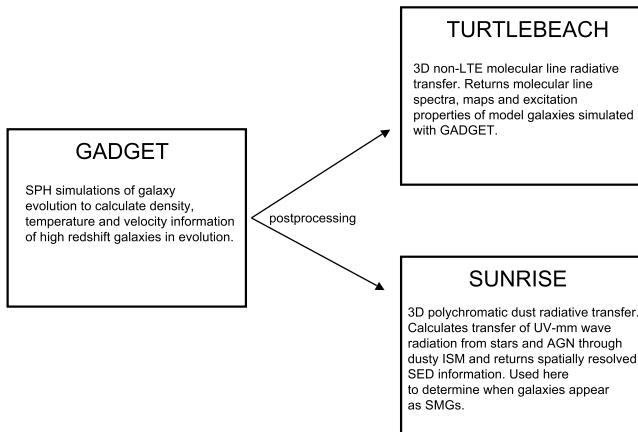 GADGET
SPH simulations of galaxy
evolution to calculate density,
temperature and velocity information
of high redshift galaxies in evolution.
postprocessing
TURTLEBEACH
3D non-LTE molecular line radiative
transfer. Returns molecular line
spectra, maps and excitation
properties of model galaxies simulated
with GADGET.
SUNRISE
3D polychromatic dust radiative transfer.
Calculates transfer of UV-mm wave
radiation from stars and AGN through
dusty ISM and returns spatially resolved
SED information. Used here
to determine when galaxies appear
as SMGs.